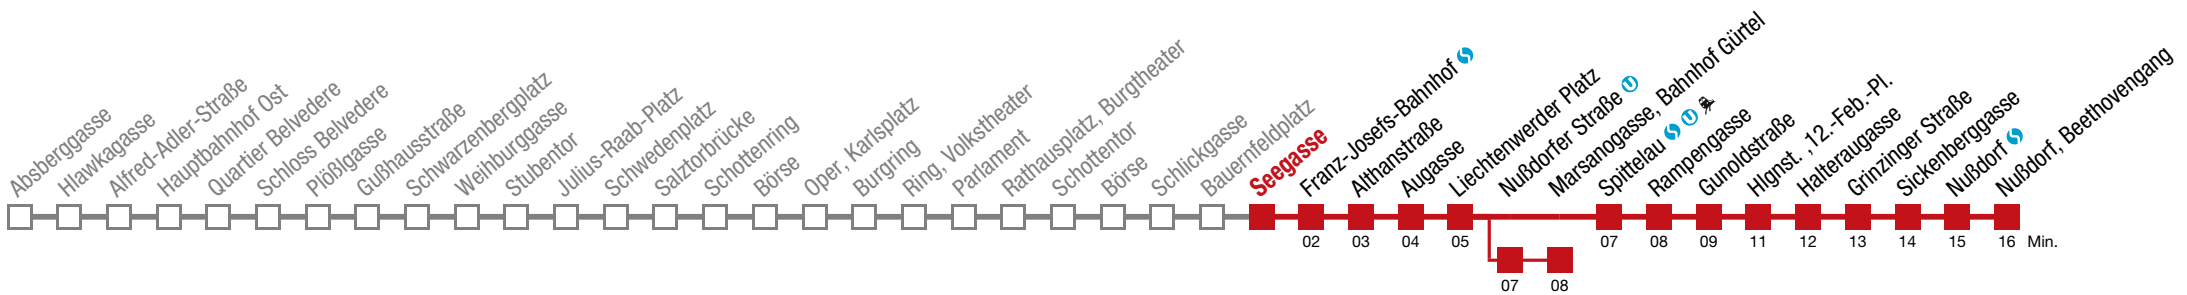 Absberggasse
Hlawkagasse
Alfred-Adler-Straße
Hauptbahnhof Ost
Quartier Belvedere
Schloss Belvedere
Plößlgasse
Gußhausstraße
Schwarzenbergplatz
Weihburggasse
Stubentor
Julius-Raab-Platz
Schwedenplatz
Salztorbrücke
Schottenring
Börse
Oper, Karlsplatz
Burgring
Ring, Volkstheater
Parlament
Rathausplatz, Burgtheater
Schottentor
Börse
Schlickgasse
Bauernfeldplatz
Seegasse
Franz-Josefs-Bahnhof
Althanstraße
Augasse
Liechtenwerder Platz
Nußdorfer Straße U
Marsanogasse, Bahnhof Gürtel
Spittelau U
Rampengasse
Gunoldstraße
Hlgnst. ,12.-Feb.-Pl.
Halteraugasse
Grinzinger Straße
Sickenberggasse
Nußdorf
Nußdorf, Beethovengang
02 03 04 05 07 08 09 11 12 13 14 15 16 Min.
07 08